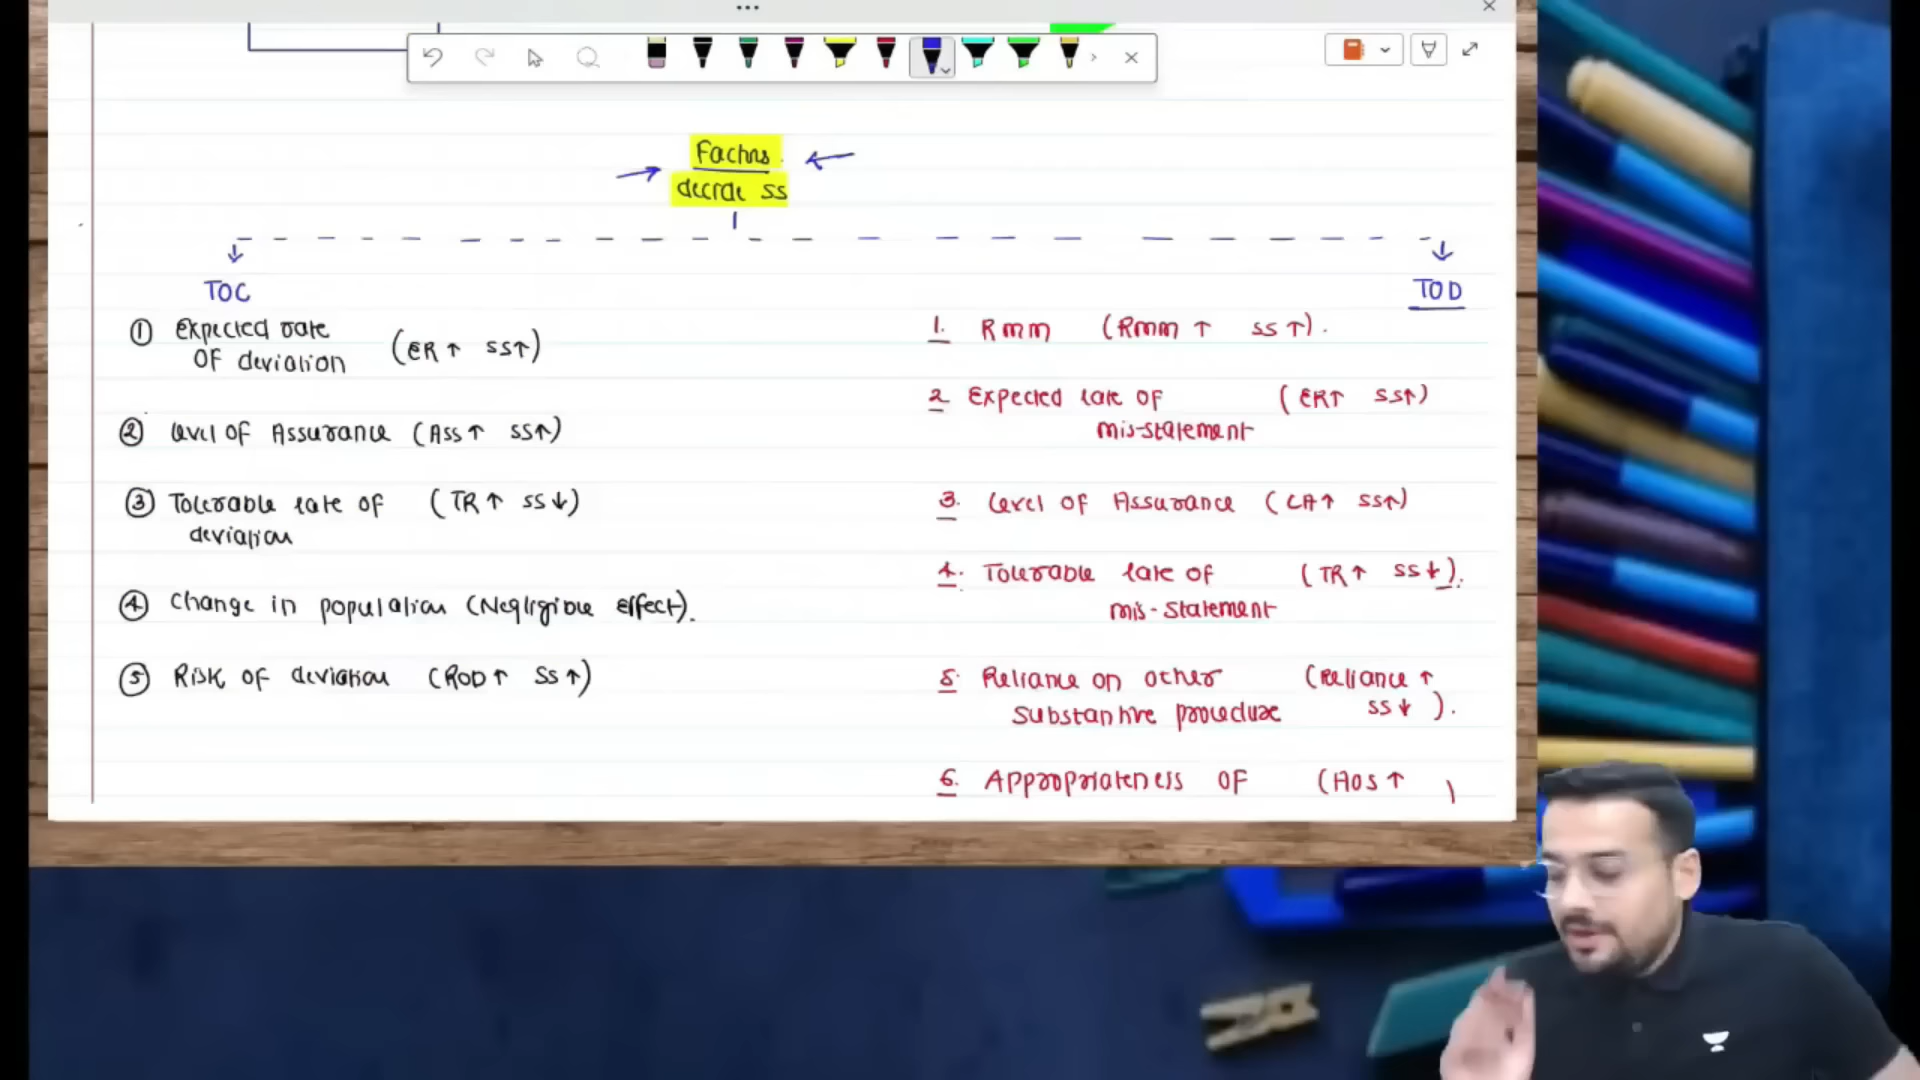 Factors
decrae ss
TOC
TOD
① Expected rate
OF deviation (ER↑ SS↑)
② level of Assurance (Ass↑ SS↑)
③ Tolerable rate of (TR↑ SS↓)
deviation
④ Change in population (Negligible effect).
⑤ Risk of deviation (ROD↑ SS↑)
1. Rmm (Rmm↑ SS↑).
2 Expected rate of (ER↑ SS↑)
mis-statement
3. level of Assurance (LA↑ SS↑)
4. Tolerable rate of (TR↑ SS↓).
mis-statement
5. Reliance on other (Reliance↑
substantive procedure SS↓).
6. Appropriateness OF (AOS↑ )